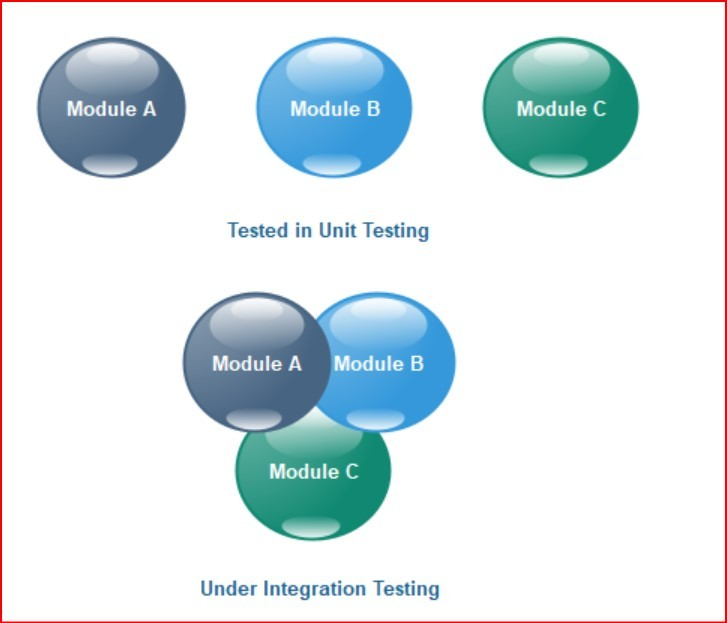 Module A
Module B
Module C
Tested in Unit Testing
Module A
Module B
Module C
Under Integration Testing